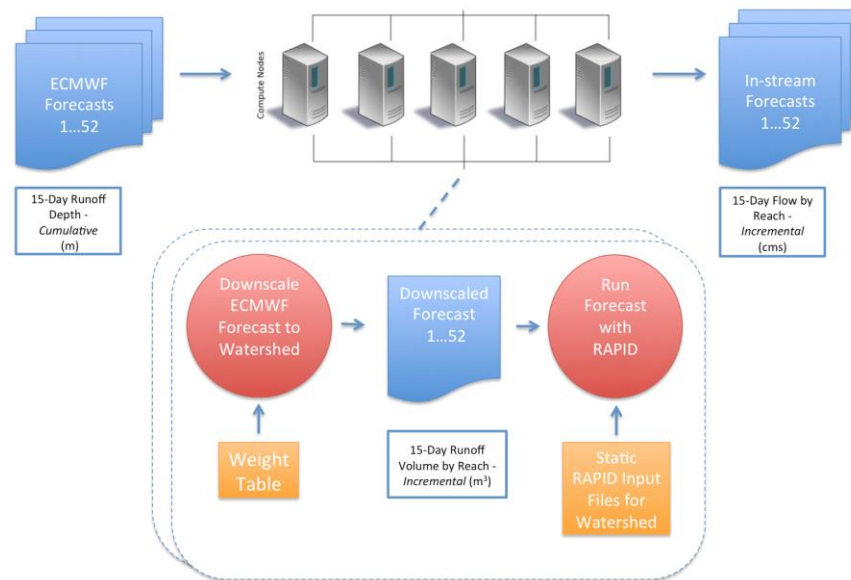 ECMWF
Forecasts
1...52
Compute Nodes
In-stream
Forecasts
1...52
15-Day Runoff
Depth -
Cumulative
(m)
15-Day Flow by
Reach -
Incremental
(cms)
Downscale
ECMWF
Forecast to
Watershed
Downscaled
Forecast
1...52
Run
Forecast
with
RAPID
Weight
Table
15-Day Runoff
Volume by Reach -
Incremental (m³)
Static
RAPID Input
Files for
Watershed